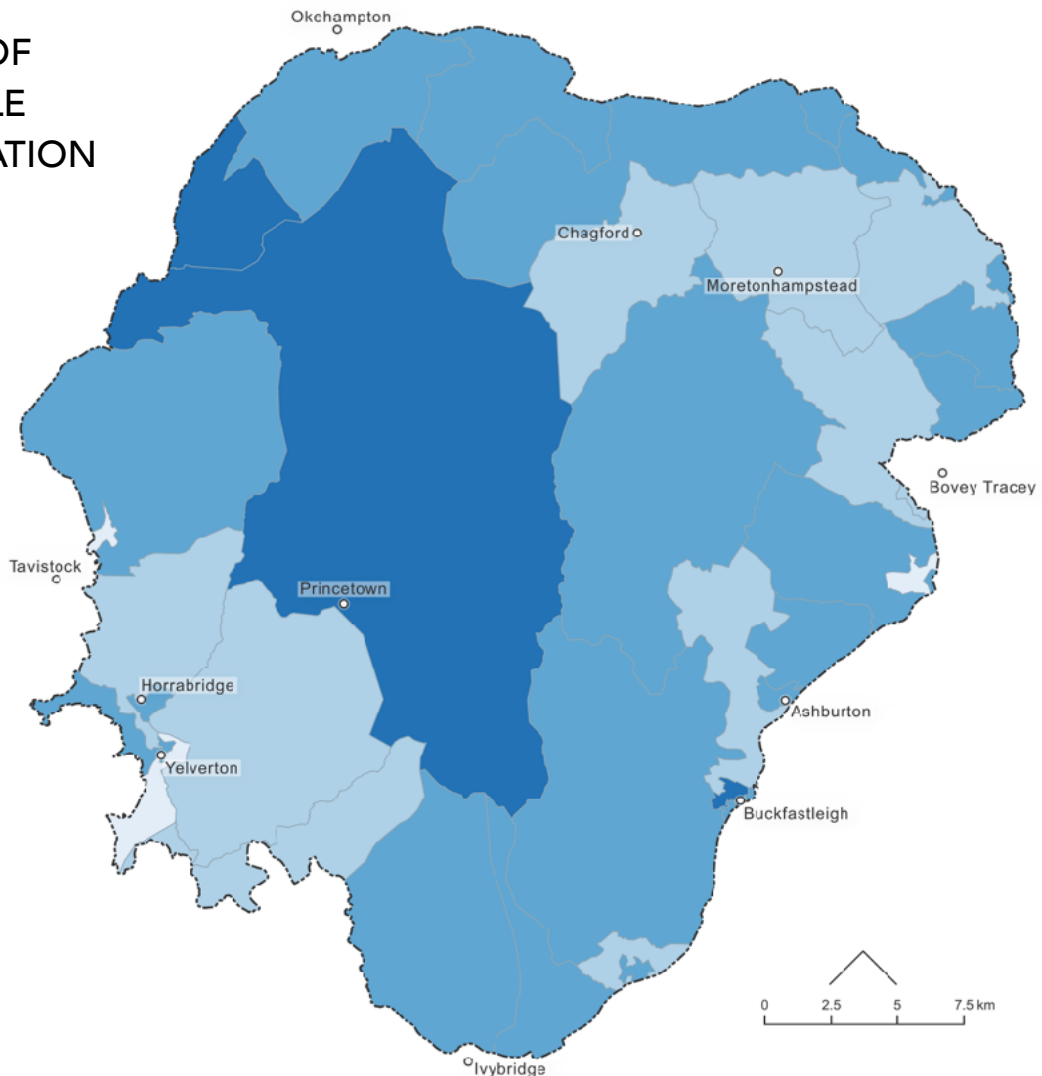 Okchampton
OF
LE
ATION
Chagford
Moretonhampstead
Bovey Tracey
Tavistock
Princetown
Horrabridge
Ashburton
Yelverton
Buckfastleigh
0 2.5 5 7.5 km
Ivybridge